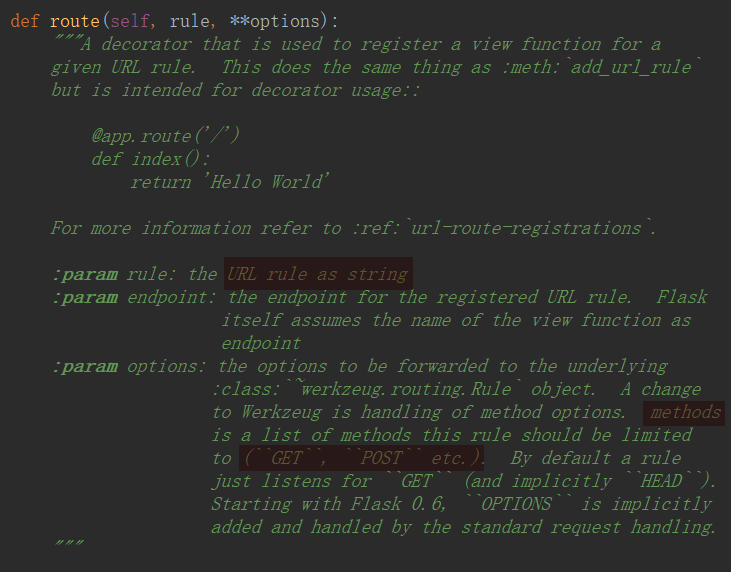 def route(self, rule, **options):
"""A decorator that is used to register a view function for a
given URL rule.  This does the same thing as :meth:`add_url_rule`
but is intended for decorator usage::
@app.route('/')
def index():
return 'Hello World'
For more information refer to :ref:`url-route-registrations`.
:param rule: the URL rule as string
:param endpoint: the endpoint for the registered URL rule.  Flask
itself assumes the name of the view function as
endpoint
:param options: the options to be forwarded to the underlying
:class:`~werkzeug.routing.Rule` object.  A change
to Werkzeug is handling of method options.  methods
is a list of methods this rule should be limited
to (``GET``, ``POST`` etc.).  By default a rule
just listens for ``GET`` (and implicitly ``HEAD``).
Starting with Flask 0.6, ``OPTIONS`` is implicitly
added and handled by the standard request handling.
"""